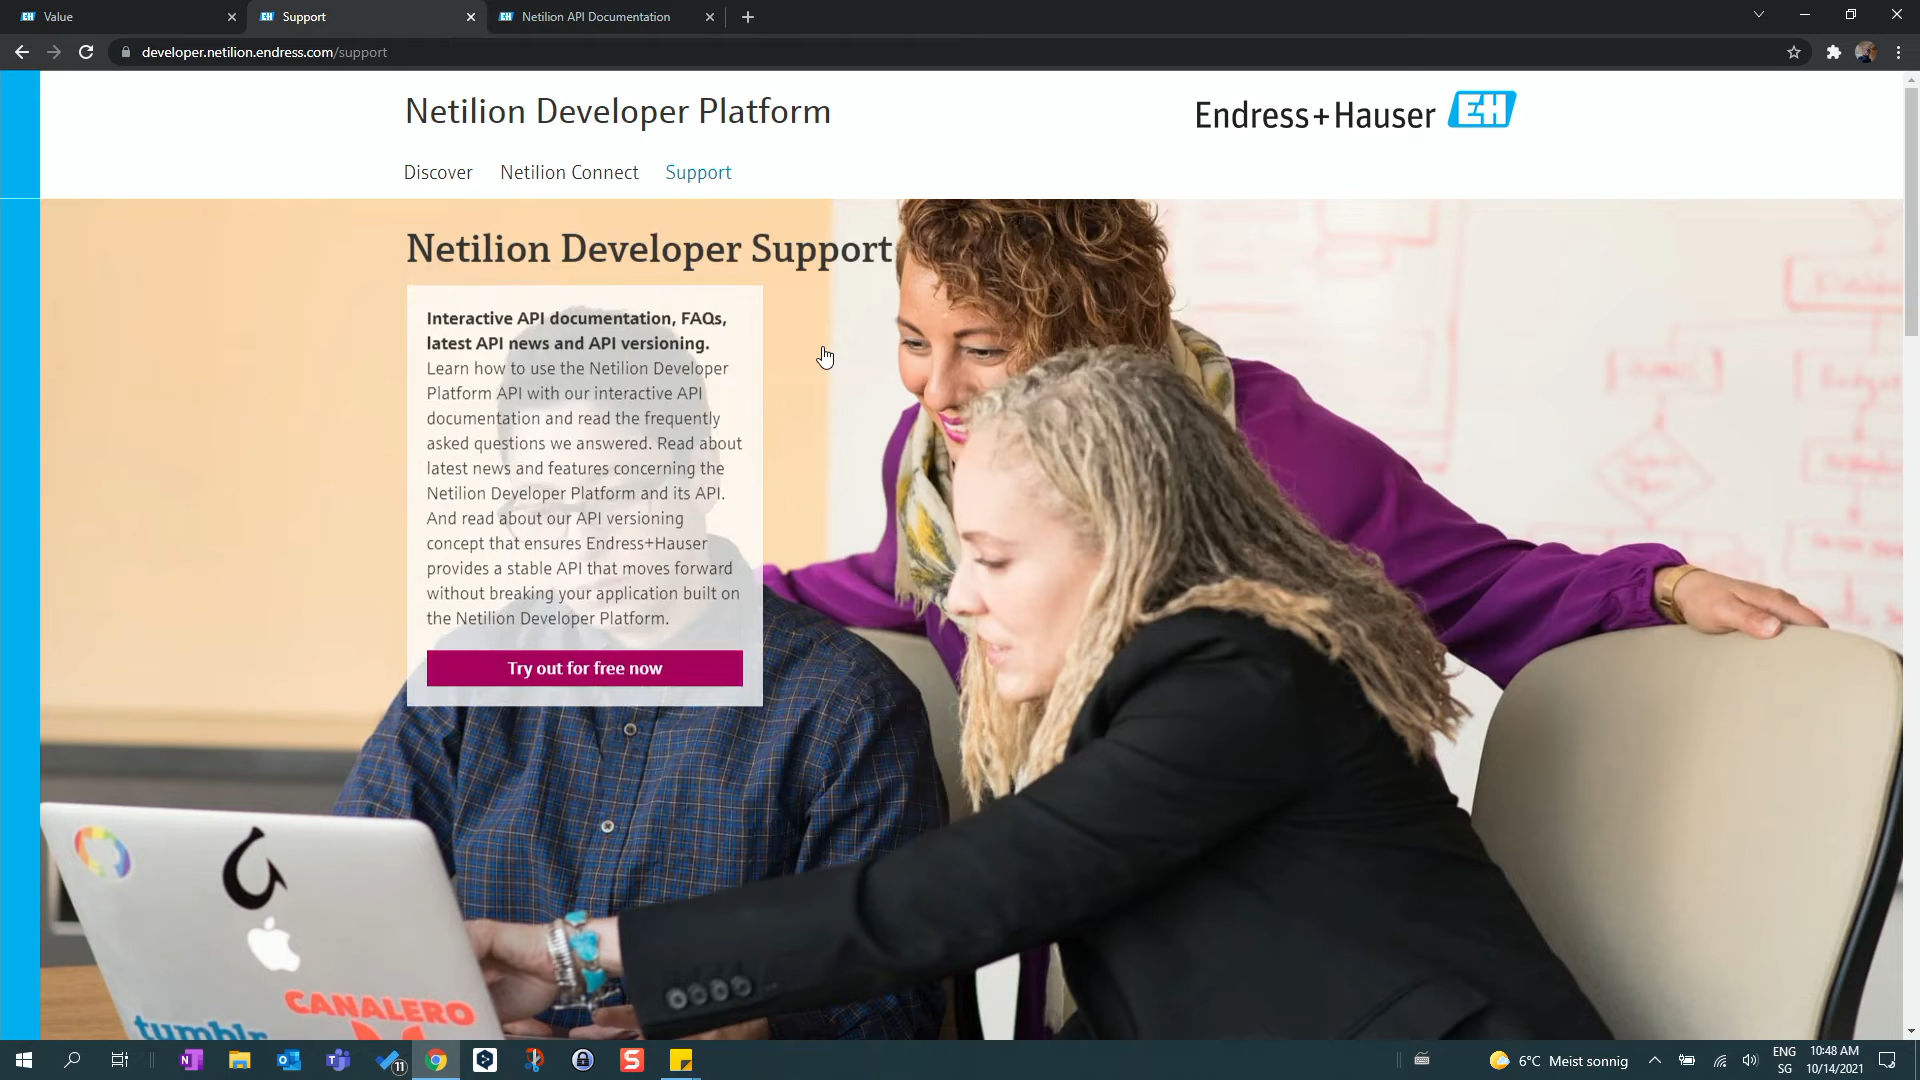 Value
Support
Netilion API Documentation
developer.netilion.endress.com/support
Netilion Developer Platform
Endress+Hauser EH
Discover
Netilion Connect
Support
Netilion Developer Support
Interactive API documentation, FAQs,
latest API news and API versioning.
Learn how to use the Netilion Developer
Platform API with our interactive API
documentation and read the frequently
asked questions we answered. Read about
latest news and features concerning the
Netilion Developer Platform and its API.
And read about our API versioning
concept that ensures Endress+Hauser
provides a stable API that moves forward
without breaking your application built on
the Netilion Developer Platform.
Try out for free now
CANALERO
tumblr
11
6°C Meist sonnig
ENG
SG
10:48 AM
10/14/2021